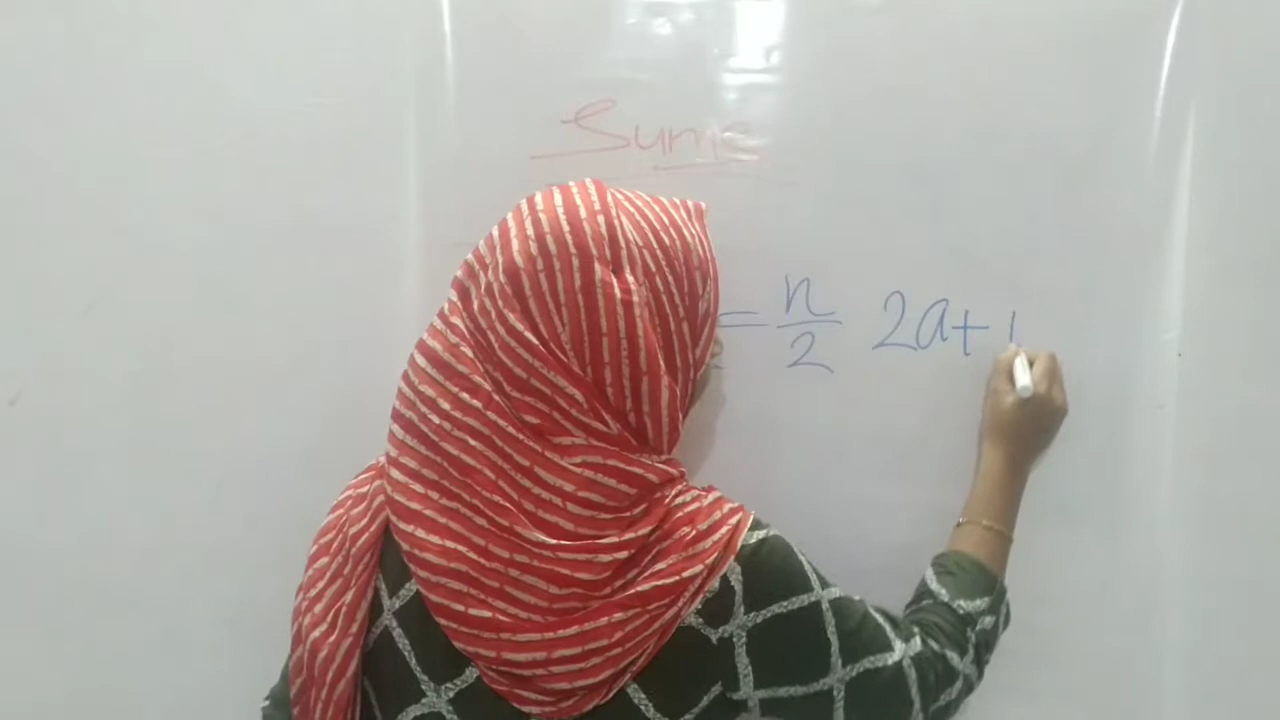 Sums
= n/2 2a+